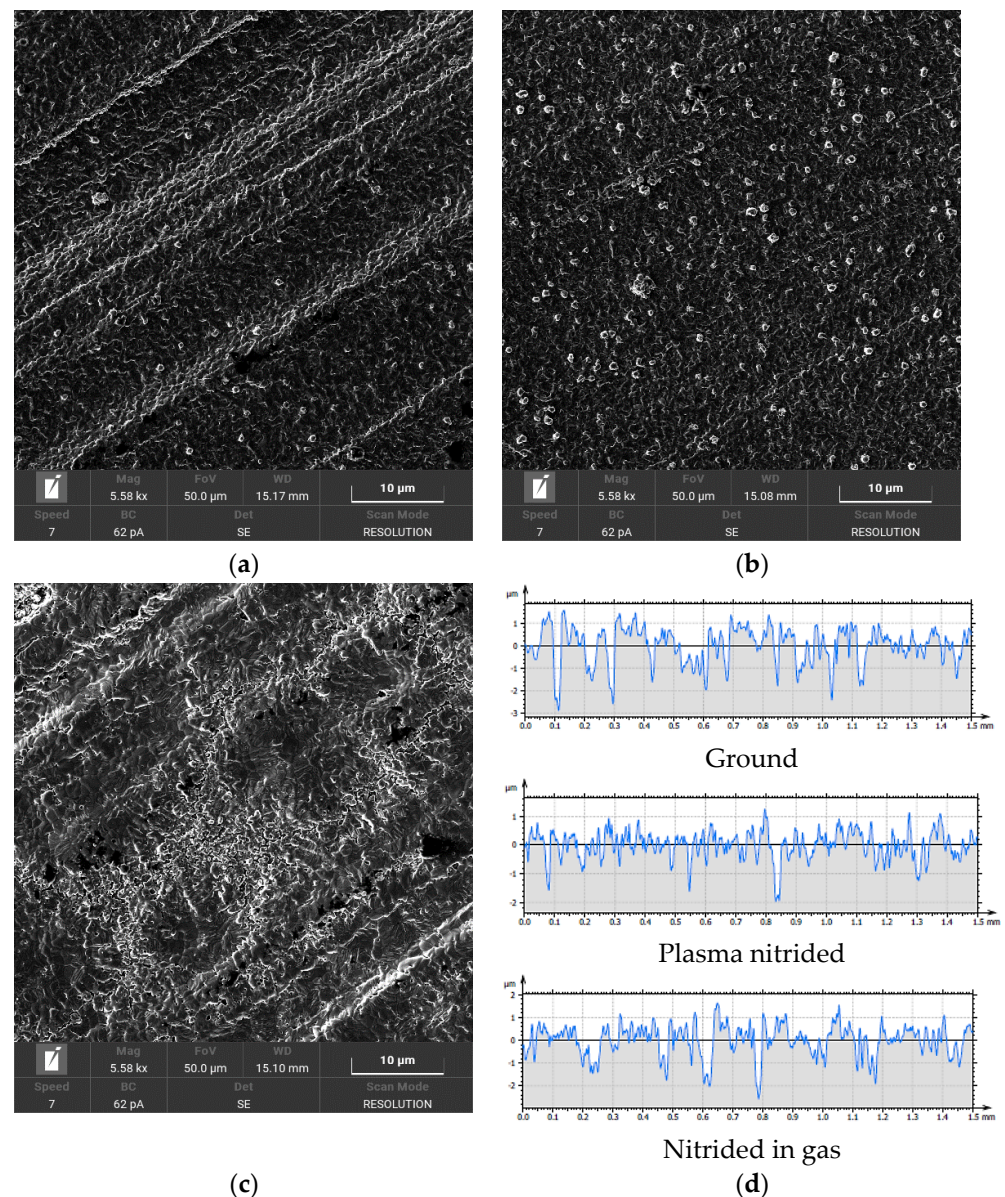 Mag FoV WD
5.58 kx 50.0 µm 15.17 mm 10 µm
Speed BC Det Scan Mode
7 62 pA SE RESOLUTION
(a)
Mag FoV WD
5.58 kx 50.0 µm 15.08 mm 10 µm
Speed BC Det Scan Mode
7 62 pA SE RESOLUTION
(b)
Mag FoV WD
5.58 kx 50.0 µm 15.10 mm 10 µm
Speed BC Det Scan Mode
7 62 pA SE RESOLUTION
(c)
µm
1
0
-1
-2
-3
0.0 0.1 0.2 0.3 0.4 0.5 0.6 0.7 0.8 0.9 1.0 1.1 1.2 1.3 1.4 1.5 mm
Ground
µm
1
0
-1
-2
0.0 0.1 0.2 0.3 0.4 0.5 0.6 0.7 0.8 0.9 1.0 1.1 1.2 1.3 1.4 1.5 mm
Plasma nitrided
µm
2
1
0
-1
-2
0.0 0.1 0.2 0.3 0.4 0.5 0.6 0.7 0.8 0.9 1.0 1.1 1.2 1.3 1.4 1.5 mm
Nitrided in gas
(d)